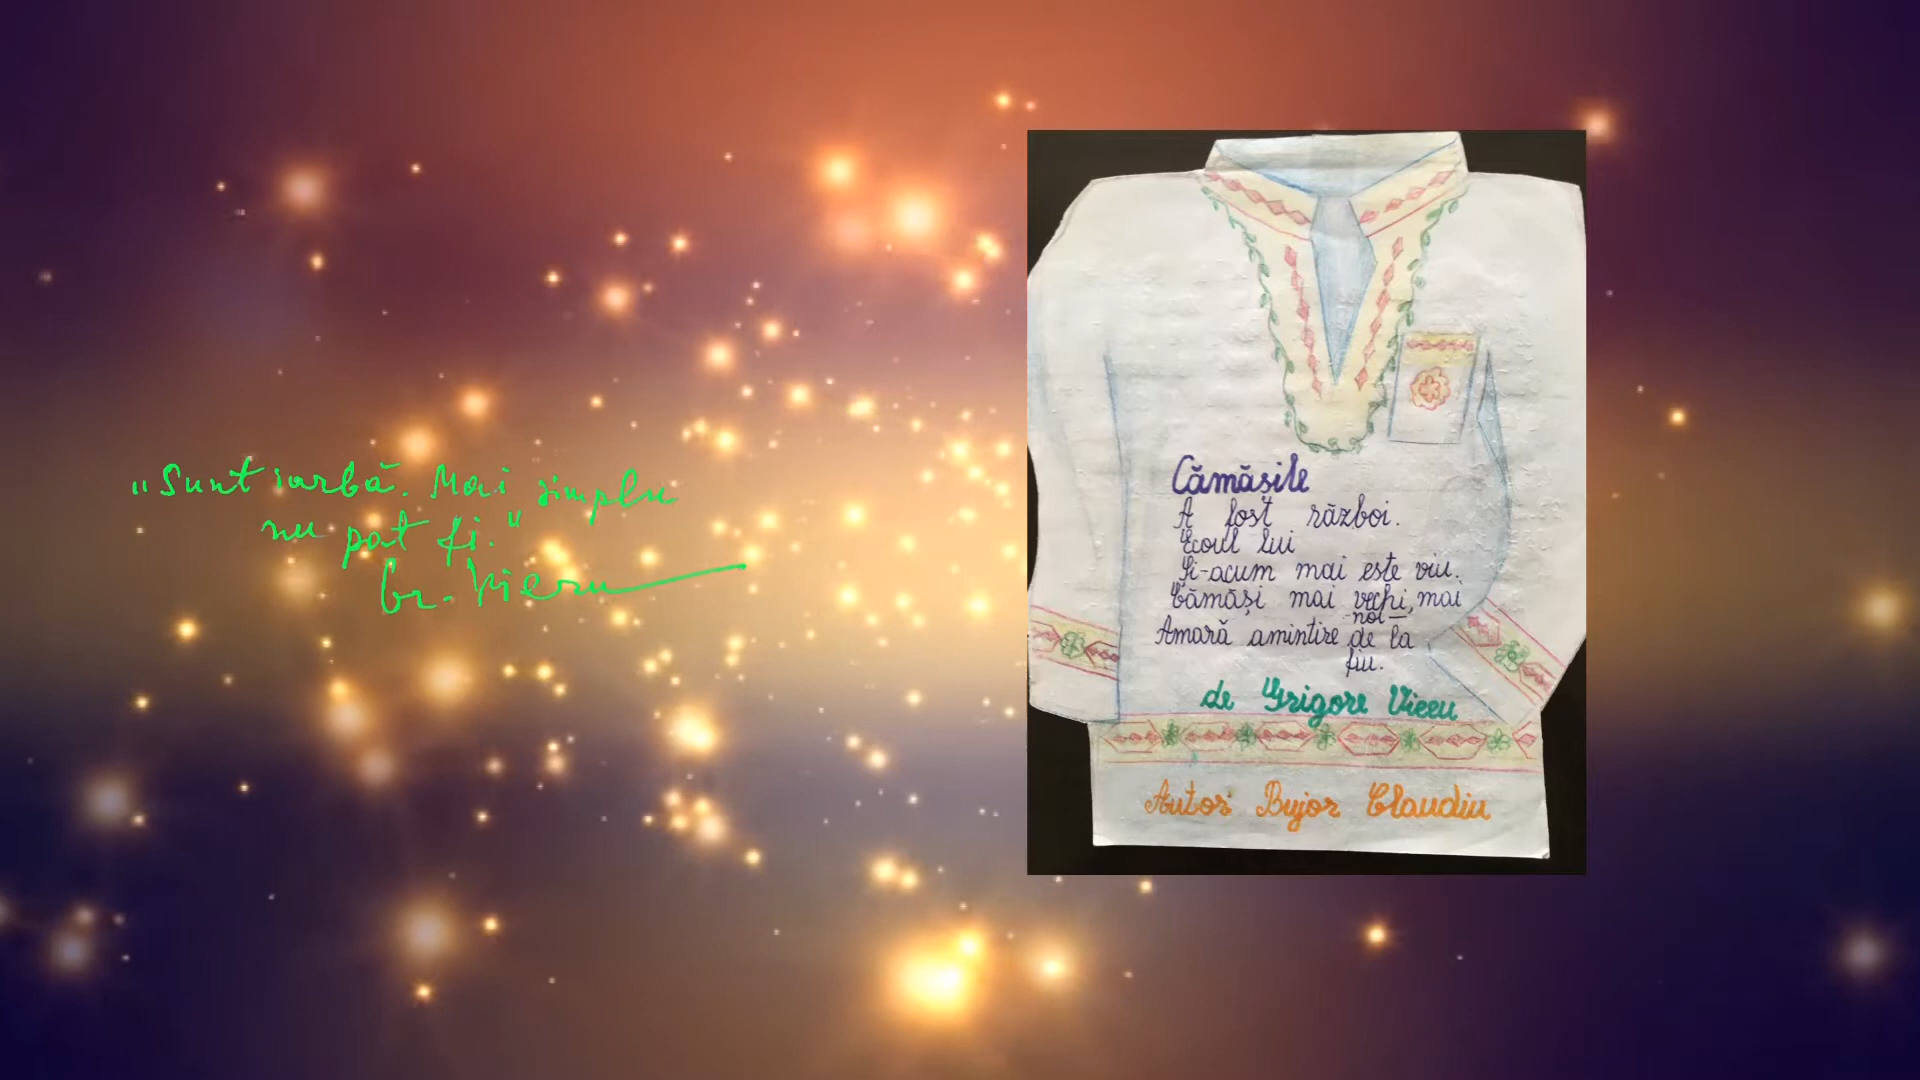 „Sunt iarbă. Mai simplu
nu pot fi."
Gr. Vieru
Cămășile
A fost război.
Ecoul lui
Și-acum mai este viu.
Cămăși mai vechi, mai
noi—
Amară amintire de la
fiu.
de Grigore Vieru
Autor Bujor Claudiu